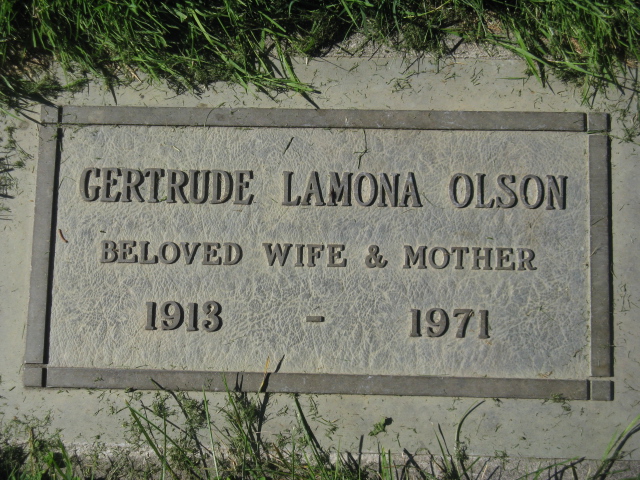 GERTRUDE LAMONA OLSON
BELOVED WIFE & MOTHER
1913 - 1971